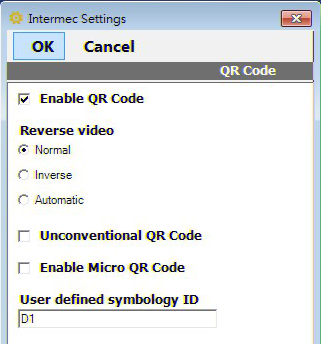 Intermec Settings
OK Cancel
QR Code
Enable QR Code
Reverse video
Normal
Inverse
Automatic
Unconventional QR Code
Enable Micro QR Code
User defined symbology ID
D1